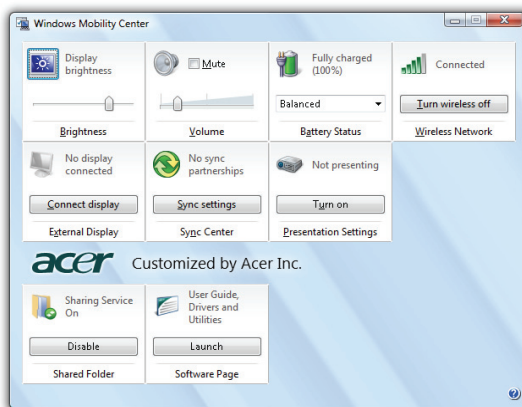 Windows Mobility Center
Display
brightness
Brightness
Mute
Volume
Fully charged
(100%)
Balanced
Battery Status
Connected
Turn wireless off
Wireless Network
No display
connected
Connect display
External Display
No sync
partnerships
Sync settings
Sync Center
Not presenting
Turn on
Presentation Settings
acer Customized by Acer Inc.
Sharing Service
On
Disable
Shared Folder
User Guide,
Drivers and
Utilities
Launch
Software Page